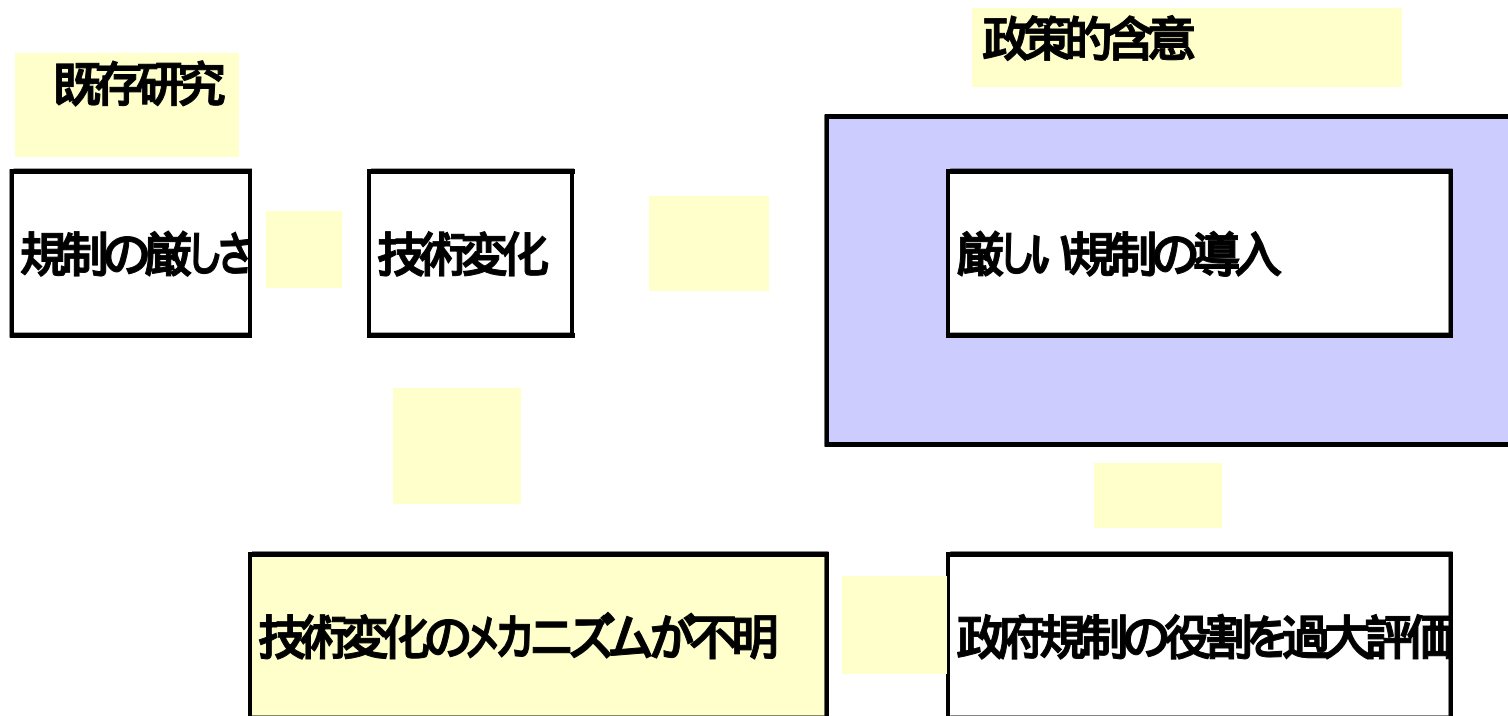 政策的含意
既存研究
規制の厳しさ
技術変化
厳しい規制の導入
技術変化のメカニズムが不明
政府規制の役割を過大評価